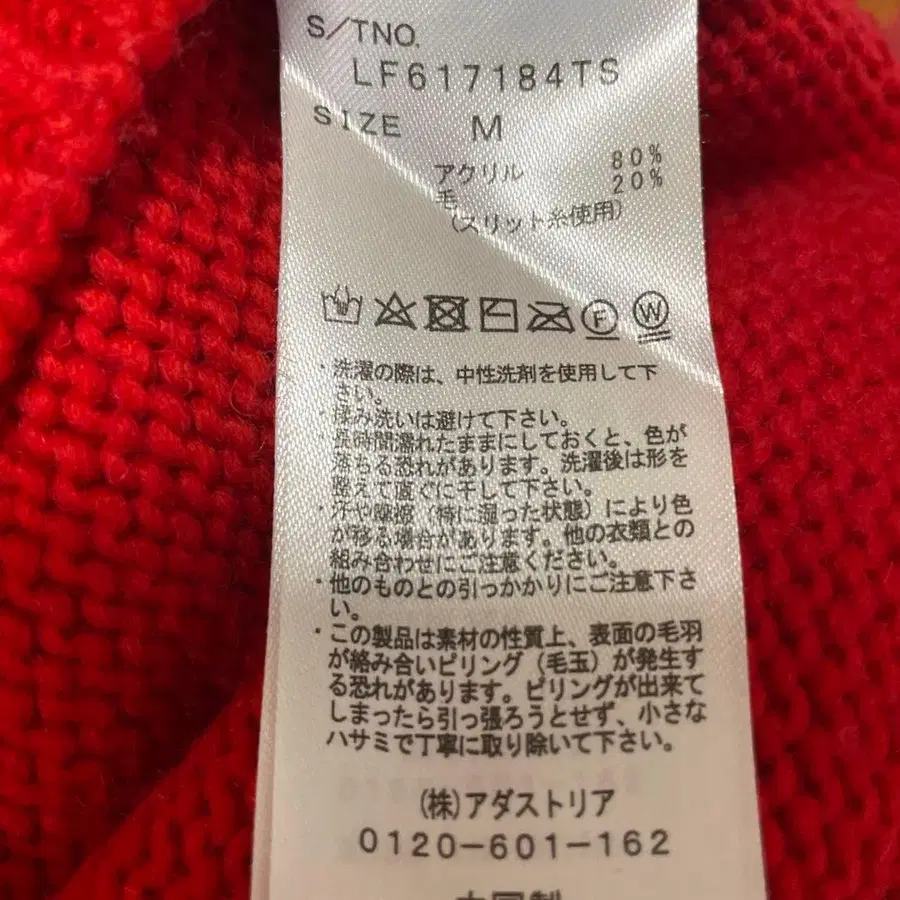 S/TNO.
LF617184TS
SIZE M
アクリル 80%
毛 20%
(スリット糸使用)
F W
・洗濯の際は、中性洗剤を使用して下
さい。
・揉み洗いは避けて下さい。
・長時間濡れたままにしておくと、色が
落ちる恐れがあります。洗濯後は形を
整えて直ぐに干して下さい。
・汗や摩擦(特に湿った状態)により色
が移る場合があります。他の衣類との
組み合わせにご注意ください。
・他のものとの引っかかりにご注意下さ
い。
・この製品は素材の性質上、表面の毛羽
が絡み合いピリング(毛玉)が発生す
る恐れがあります。ピリングが出来て
しまったら引っ張ろうとせず、小さな
ハサミで丁寧に取り除いて下さい。
(株)アダストリア
0120-601-162
中国製